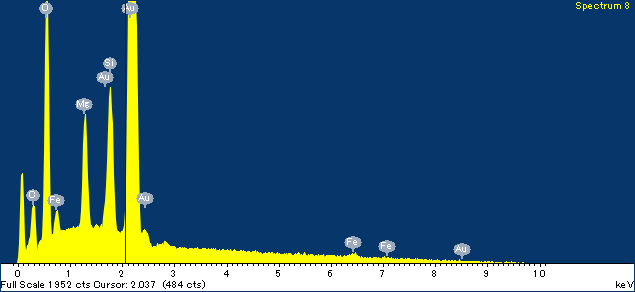 Spectrum 8
O
Au
Si
Au
Mg
C
Fe
Au
Fe
Fe
Au
0 1 2 3 4 5 6 7 8 9 10
Full Scale 1952 cts Cursor: 2.037 (484 cts) keV